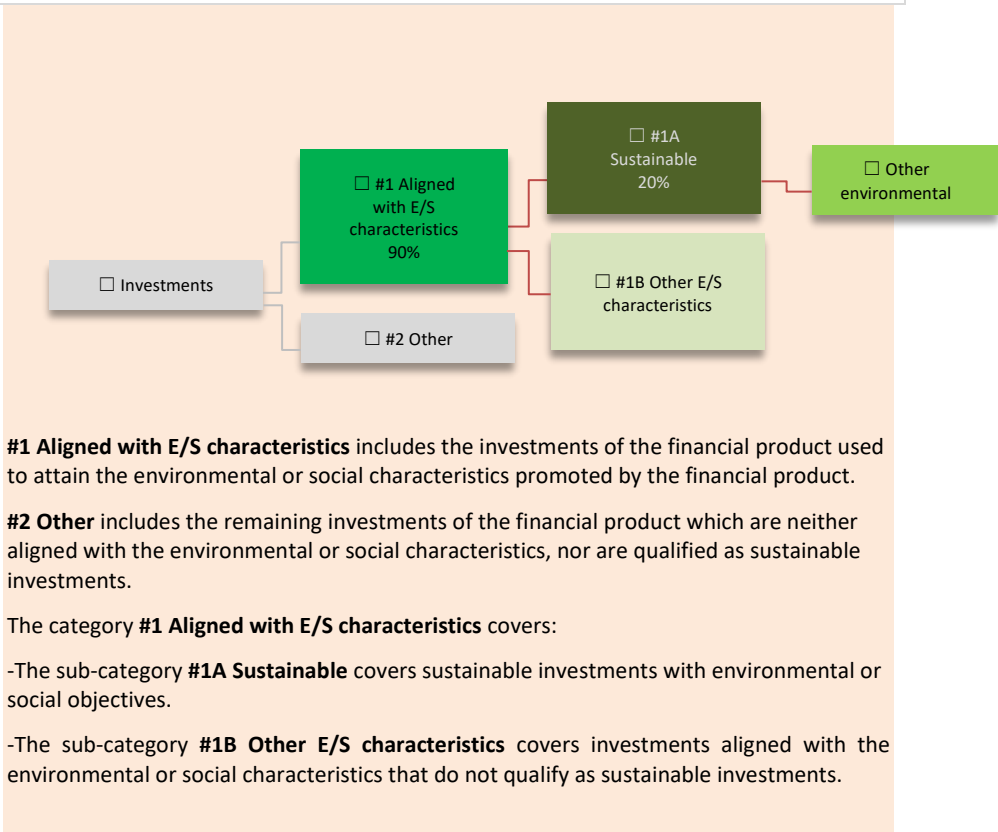 ☐ #1A
Sustainable
20%
☐ Other
environmental
☐ #1 Aligned
with E/S
characteristics
90%
☐ Investments
☐ #1B Other E/S
characteristics
☐ #2 Other
#1 Aligned with E/S characteristics includes the investments of the financial product used
to attain the environmental or social characteristics promoted by the financial product.
#2 Other includes the remaining investments of the financial product which are neither
aligned with the environmental or social characteristics, nor are qualified as sustainable
investments.
The category #1 Aligned with E/S characteristics covers:
-The sub-category #1A Sustainable covers sustainable investments with environmental or
social objectives.
-The sub-category #1B Other E/S characteristics covers investments aligned with the
environmental or social characteristics that do not qualify as sustainable investments.